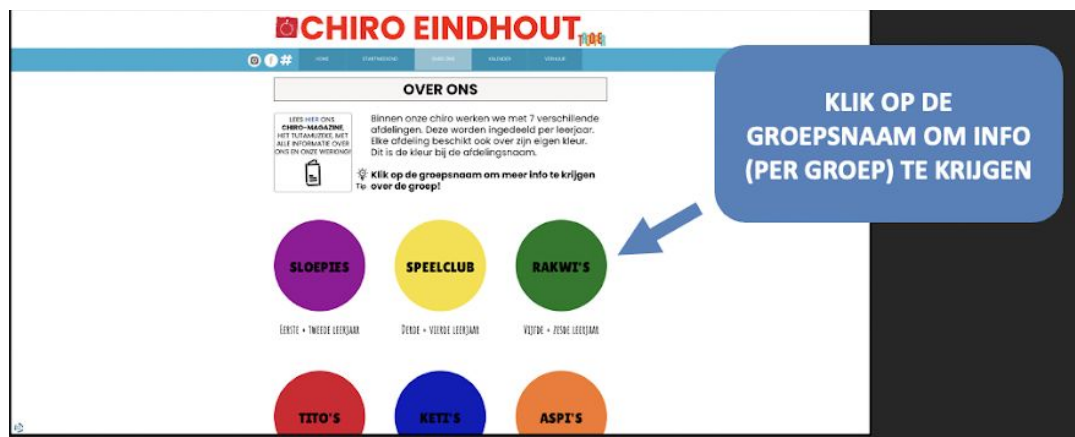 CHIRO EINDHOUT
HOME STARTWEEKEND OVER ONS KALENDER VERHUUR
OVER ONS
LEES HIER ONS
CHIRO-MAGAZINE,
HET TUTAMUZEKE, MET
ALLE INFORMATIE OVER
ONS EN ONZE WERKING!
Binnen onze chiro werken we met 7 verschillende
afdelingen. Deze worden ingedeeld per leerjaar.
Elke afdeling beschikt ook over zijn eigen kleur.
Dit is de kleur bij de afdelingsnaam.
Klik op de groepsnaam om meer info te krijgen
Tip over de groep!
KLIK OP DE
GROEPSNAAM OM INFO
(PER GROEP) TE KRIJGEN
SLOEPIES SPEELCLUB RAKWI'S
EERSTE + TWEEDE LEERJAAR DERDE + VIERDE LEERJAAR VIJFDE + ZESDE LEERJAAR
TITO'S KETI'S ASPI'S